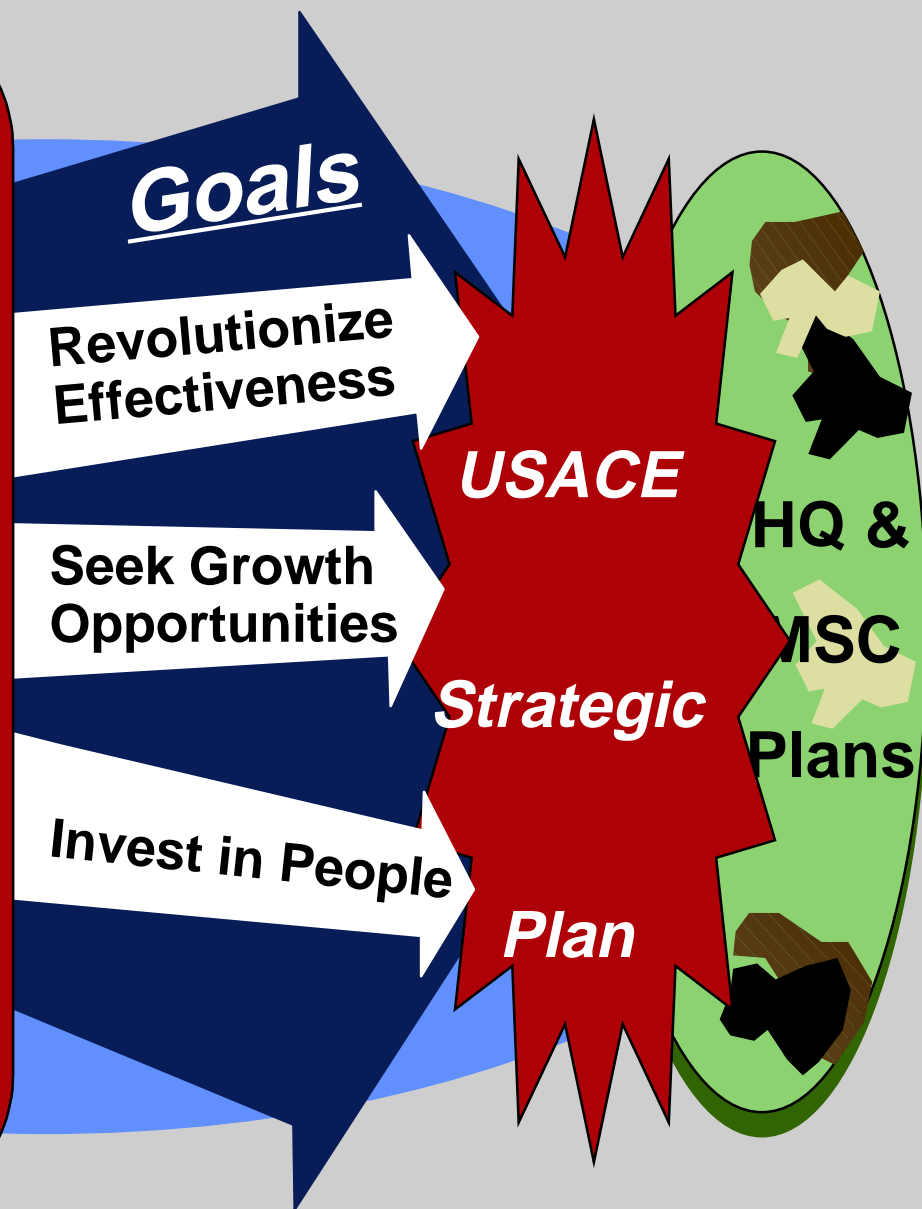 Goals
Revolutionize
Effectiveness
Seek Growth
Opportunities
Invest in People
USACE
Strategic
Plan
HQ &
MSC
Plans